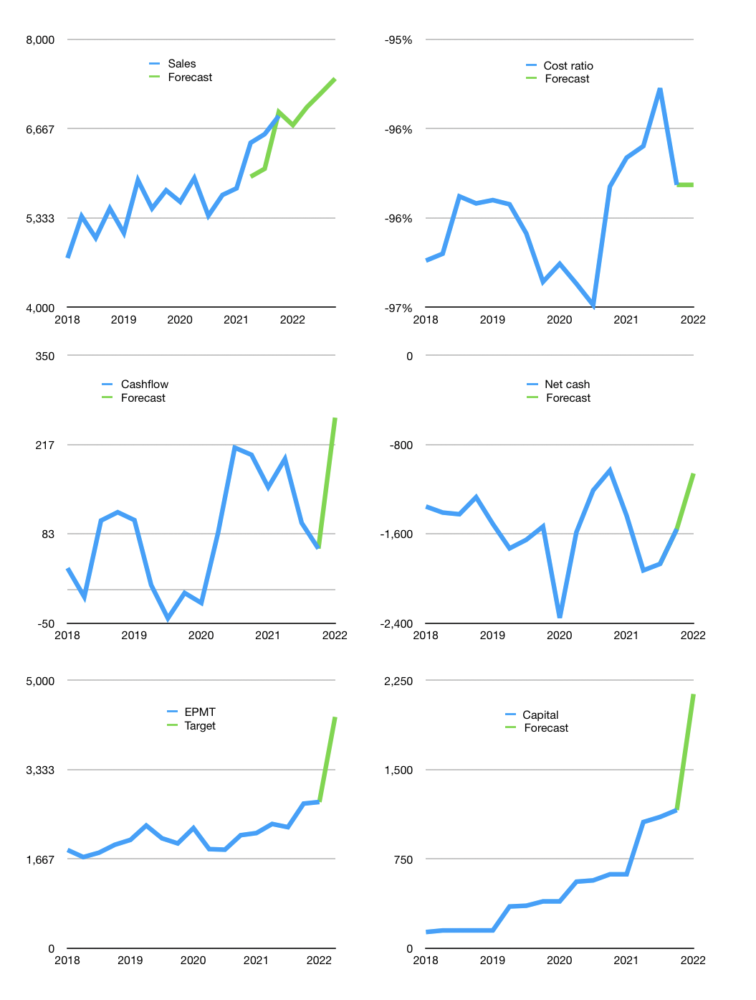 8,000
Sales
Forecast
6,667
5,333
4,000
2018 2019 2020 2021 2022
-95%
Cost ratio
Forecast
-96%
-96%
-97%
2018 2019 2020 2021 2022
350
Cashflow
Forecast
217
83
-50
2018 2019 2020 2021 2022
0
Net cash
Forecast
-800
-1,600
-2,400
2018 2019 2020 2021 2022
5,000
EPMT
Target
3,333
1,667
0
2018 2019 2020 2021 2022
2,250
Capital
Forecast
1,500
750
0
2018 2019 2020 2021 2022